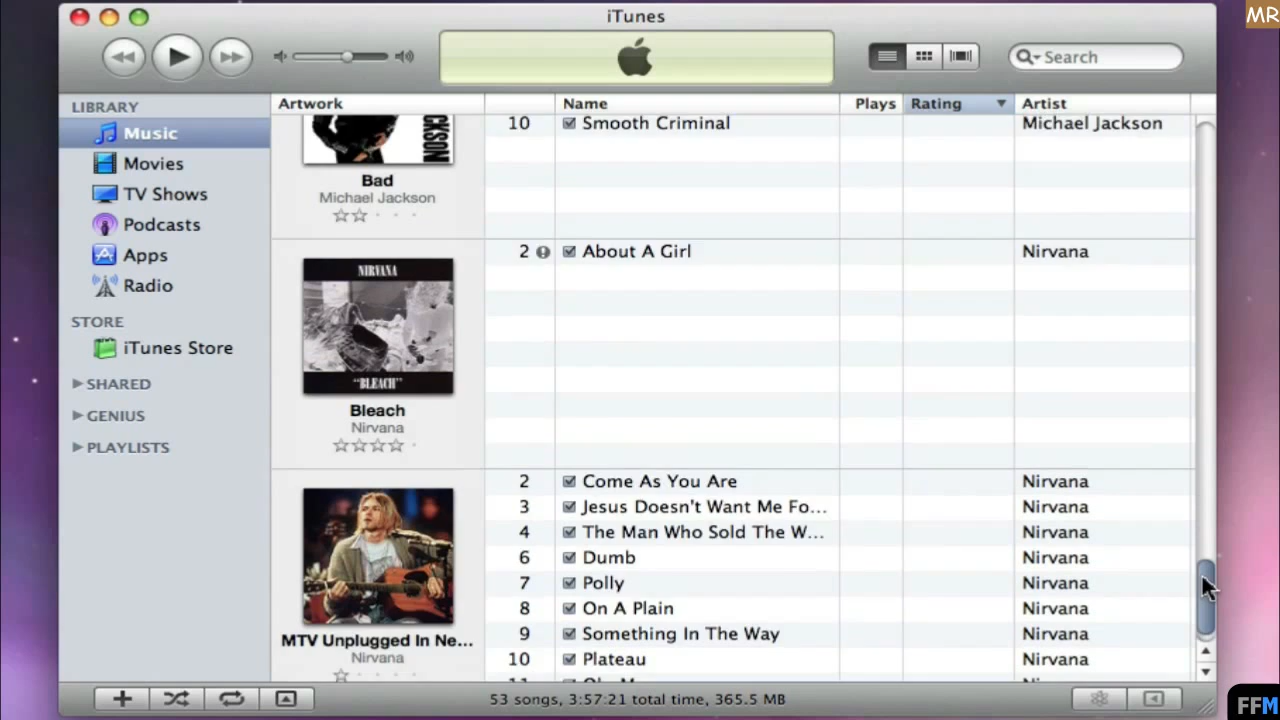 MR
iTunes
Search
LIBRARY
Music
Movies
TV Shows
Podcasts
Apps
Radio
STORE
iTunes Store
SHARED
GENIUS
PLAYLISTS
Artwork Name Plays Rating Artist
10 Smooth Criminal Michael Jackson
CKSON
Bad
Michael Jackson
2 About A Girl Nirvana
NIRVANA
"BLEACH"
Bleach
Nirvana
2 Come As You Are Nirvana
3 Jesus Doesn't Want Me Fo... Nirvana
4 The Man Who Sold The W... Nirvana
6 Dumb Nirvana
7 Polly Nirvana
8 On A Plain Nirvana
9 Something In The Way Nirvana
10 Plateau Nirvana
MTV Unplugged In Ne...
Nirvana
53 songs, 3:57:21 total time, 365.5 MB
FFM